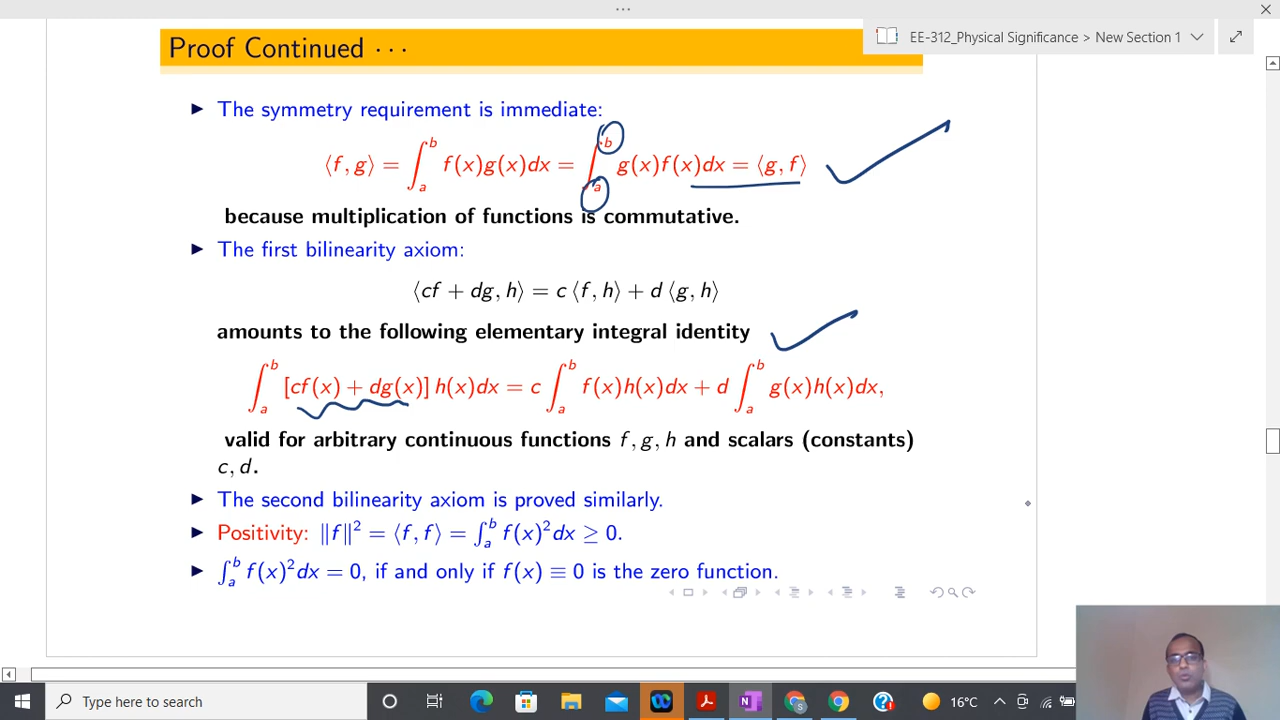 EE-312_Physical Significance > New Section 1
Proof Continued ···
The symmetry requirement is immediate:
⟨f, g⟩ = ∫_a^b f(x)g(x)dx = ∫_a^b g(x)f(x)dx = ⟨g, f⟩
because multiplication of functions is commutative.
The first bilinearity axiom:
⟨cf + dg, h⟩ = c ⟨f, h⟩ + d ⟨g, h⟩
amounts to the following elementary integral identity
∫_a^b [cf(x) + dg(x)] h(x)dx = c ∫_a^b f(x)h(x)dx + d ∫_a^b g(x)h(x)dx,
valid for arbitrary continuous functions f, g, h and scalars (constants)
c, d.
The second bilinearity axiom is proved similarly.
Positivity: ‖f‖² = ⟨f, f⟩ = ∫_a^b f(x)²dx ≥ 0.
∫_a^b f(x)²dx = 0, if and only if f(x) ≡ 0 is the zero function.
Type here to search
16°C